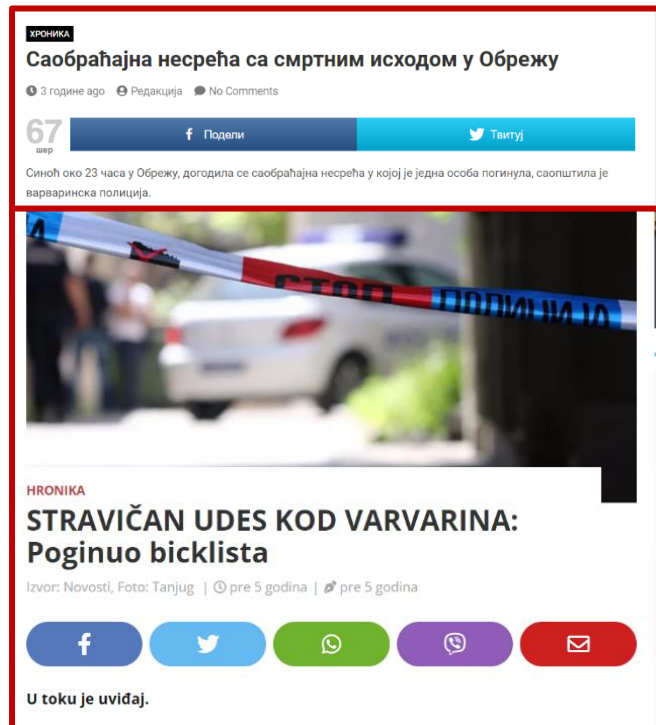 ХРОНИКА
Саобраћајна несрећа са смртним исходом у Обрежу
3 године ago Редакција No Comments
67
шер
Подели
Твитуј
Синоћ око 23 часа у Обрежу, догодила се саобраћајна несрећа у којој је једна особа погинула, саопштила је
варваринска полиција.
СТОП ПОЛИЦИЈА
HRONIKA
STRAVIČAN UDES KOD VARVARINA:
Poginuo bicklista
Izvor: Novosti, Foto: Tanjug | pre 5 godina | pre 5 godina
U toku je uviđaj.